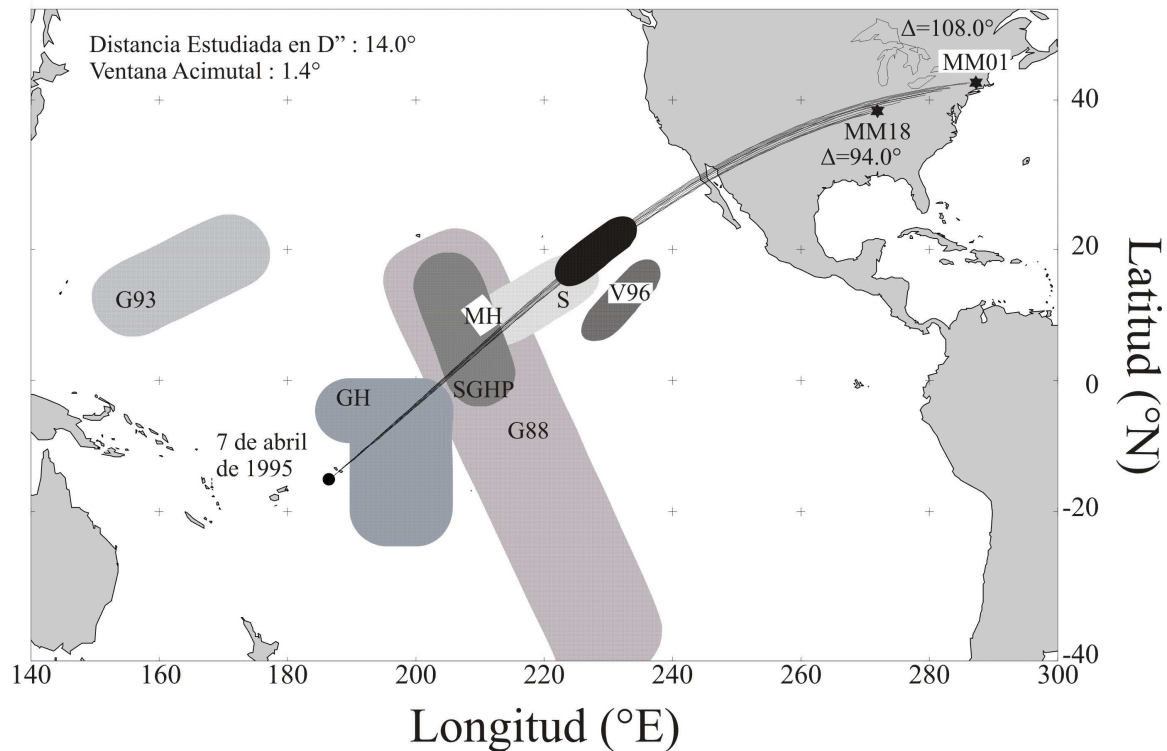 Distancia Estudiada en D” : 14.0°
Ventana Acimutal : 1.4°
Δ=108.0°
MM01
MM18
Δ=94.0°
G93
MH
S
V96
GH
SGHP
G88
7 de abril
de 1995
40
20
0
-20
-40
Latitud (°N)
140
160
180
200
220
240
260
280
300
Longitud (°E)